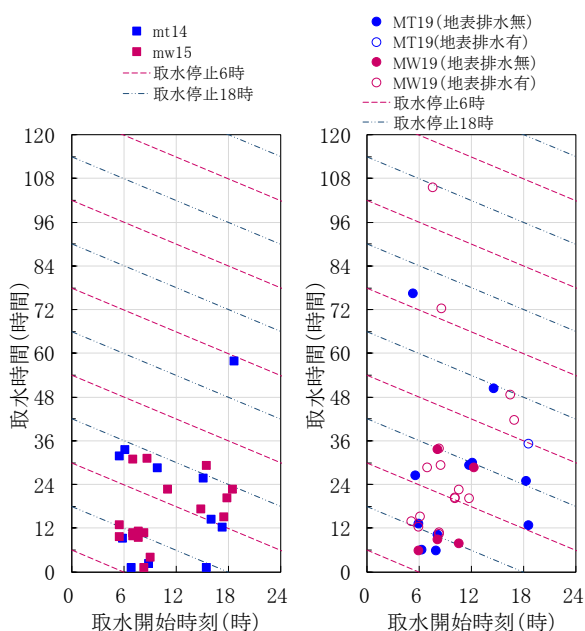 mt14
mw15
取水停止6時
取水停止18時
MT19(地表排水無)
MT19(地表排水有)
MW19(地表排水無)
MW19(地表排水有)
取水停止6時
取水停止18時
120
108
96
84
72
60
48
36
24
12
0
取水時間(時間)
0 6 12 18 24
取水開始時刻(時)
120
108
96
84
72
60
48
36
24
12
0
取水時間(時間)
0 6 12 18 24
取水開始時刻(時)